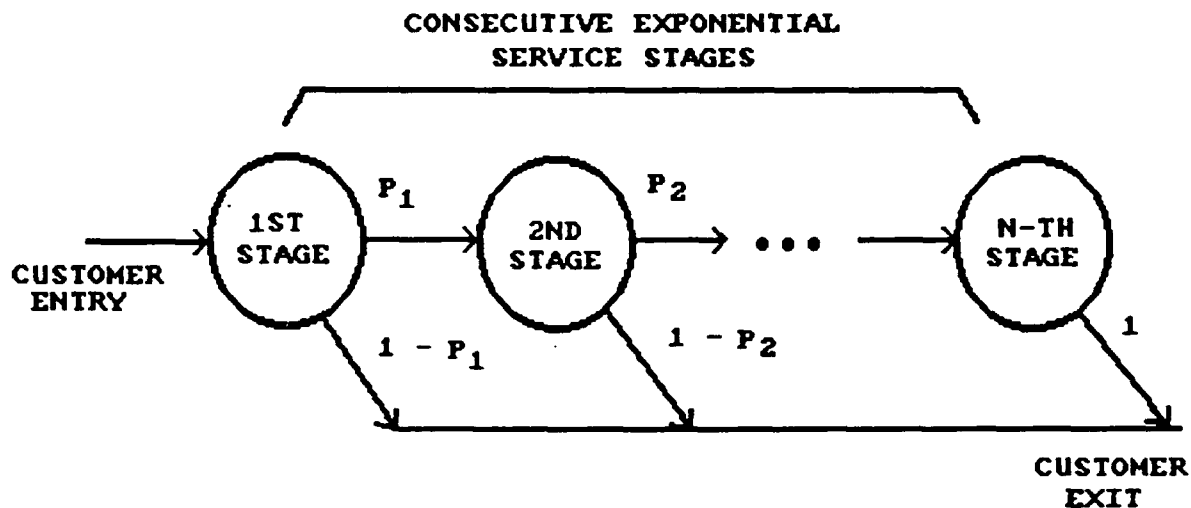 CONSECUTIVE EXPONENTIAL
SERVICE STAGES
P1
P2
1ST
STAGE
2ND
STAGE
N-TH
STAGE
CUSTOMER
ENTRY
1 - P1
1 - P2
1
CUSTOMER
EXIT